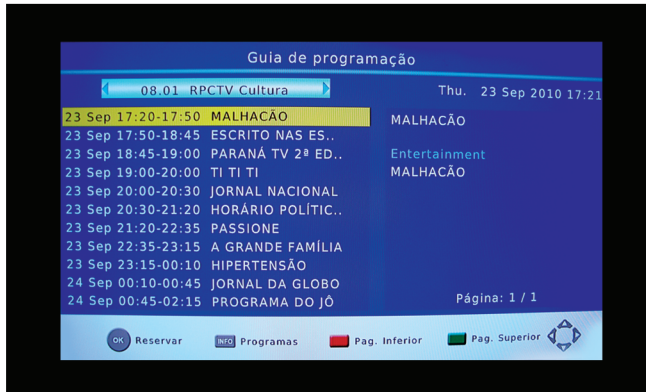 Guia de programação
08.01 RPCTV Cultura
Thu. 23 Sep 2010 17:21
23 Sep 17:20-17:50 MALHACÃO
23 Sep 17:50-18:45 ESCRITO NAS ES..
23 Sep 18:45-19:00 PARANÁ TV 2ª ED..
23 Sep 19:00-20:00 TI TI TI
23 Sep 20:00-20:30 JORNAL NACIONAL
23 Sep 20:30-21:20 HORÁRIO POLÍTIC..
23 Sep 21:20-22:35 PASSIONE
23 Sep 22:35-23:15 A GRANDE FAMÍLIA
23 Sep 23:15-00:10 HIPERTENSÃO
24 Sep 00:10-00:45 JORNAL DA GLOBO
24 Sep 00:45-02:15 PROGRAMA DO JÔ
MALHACÃO
Entertainment
MALHACÃO
Página: 1 / 1
OK Reservar INFO Programas Pag. Inferior Pag. Superior